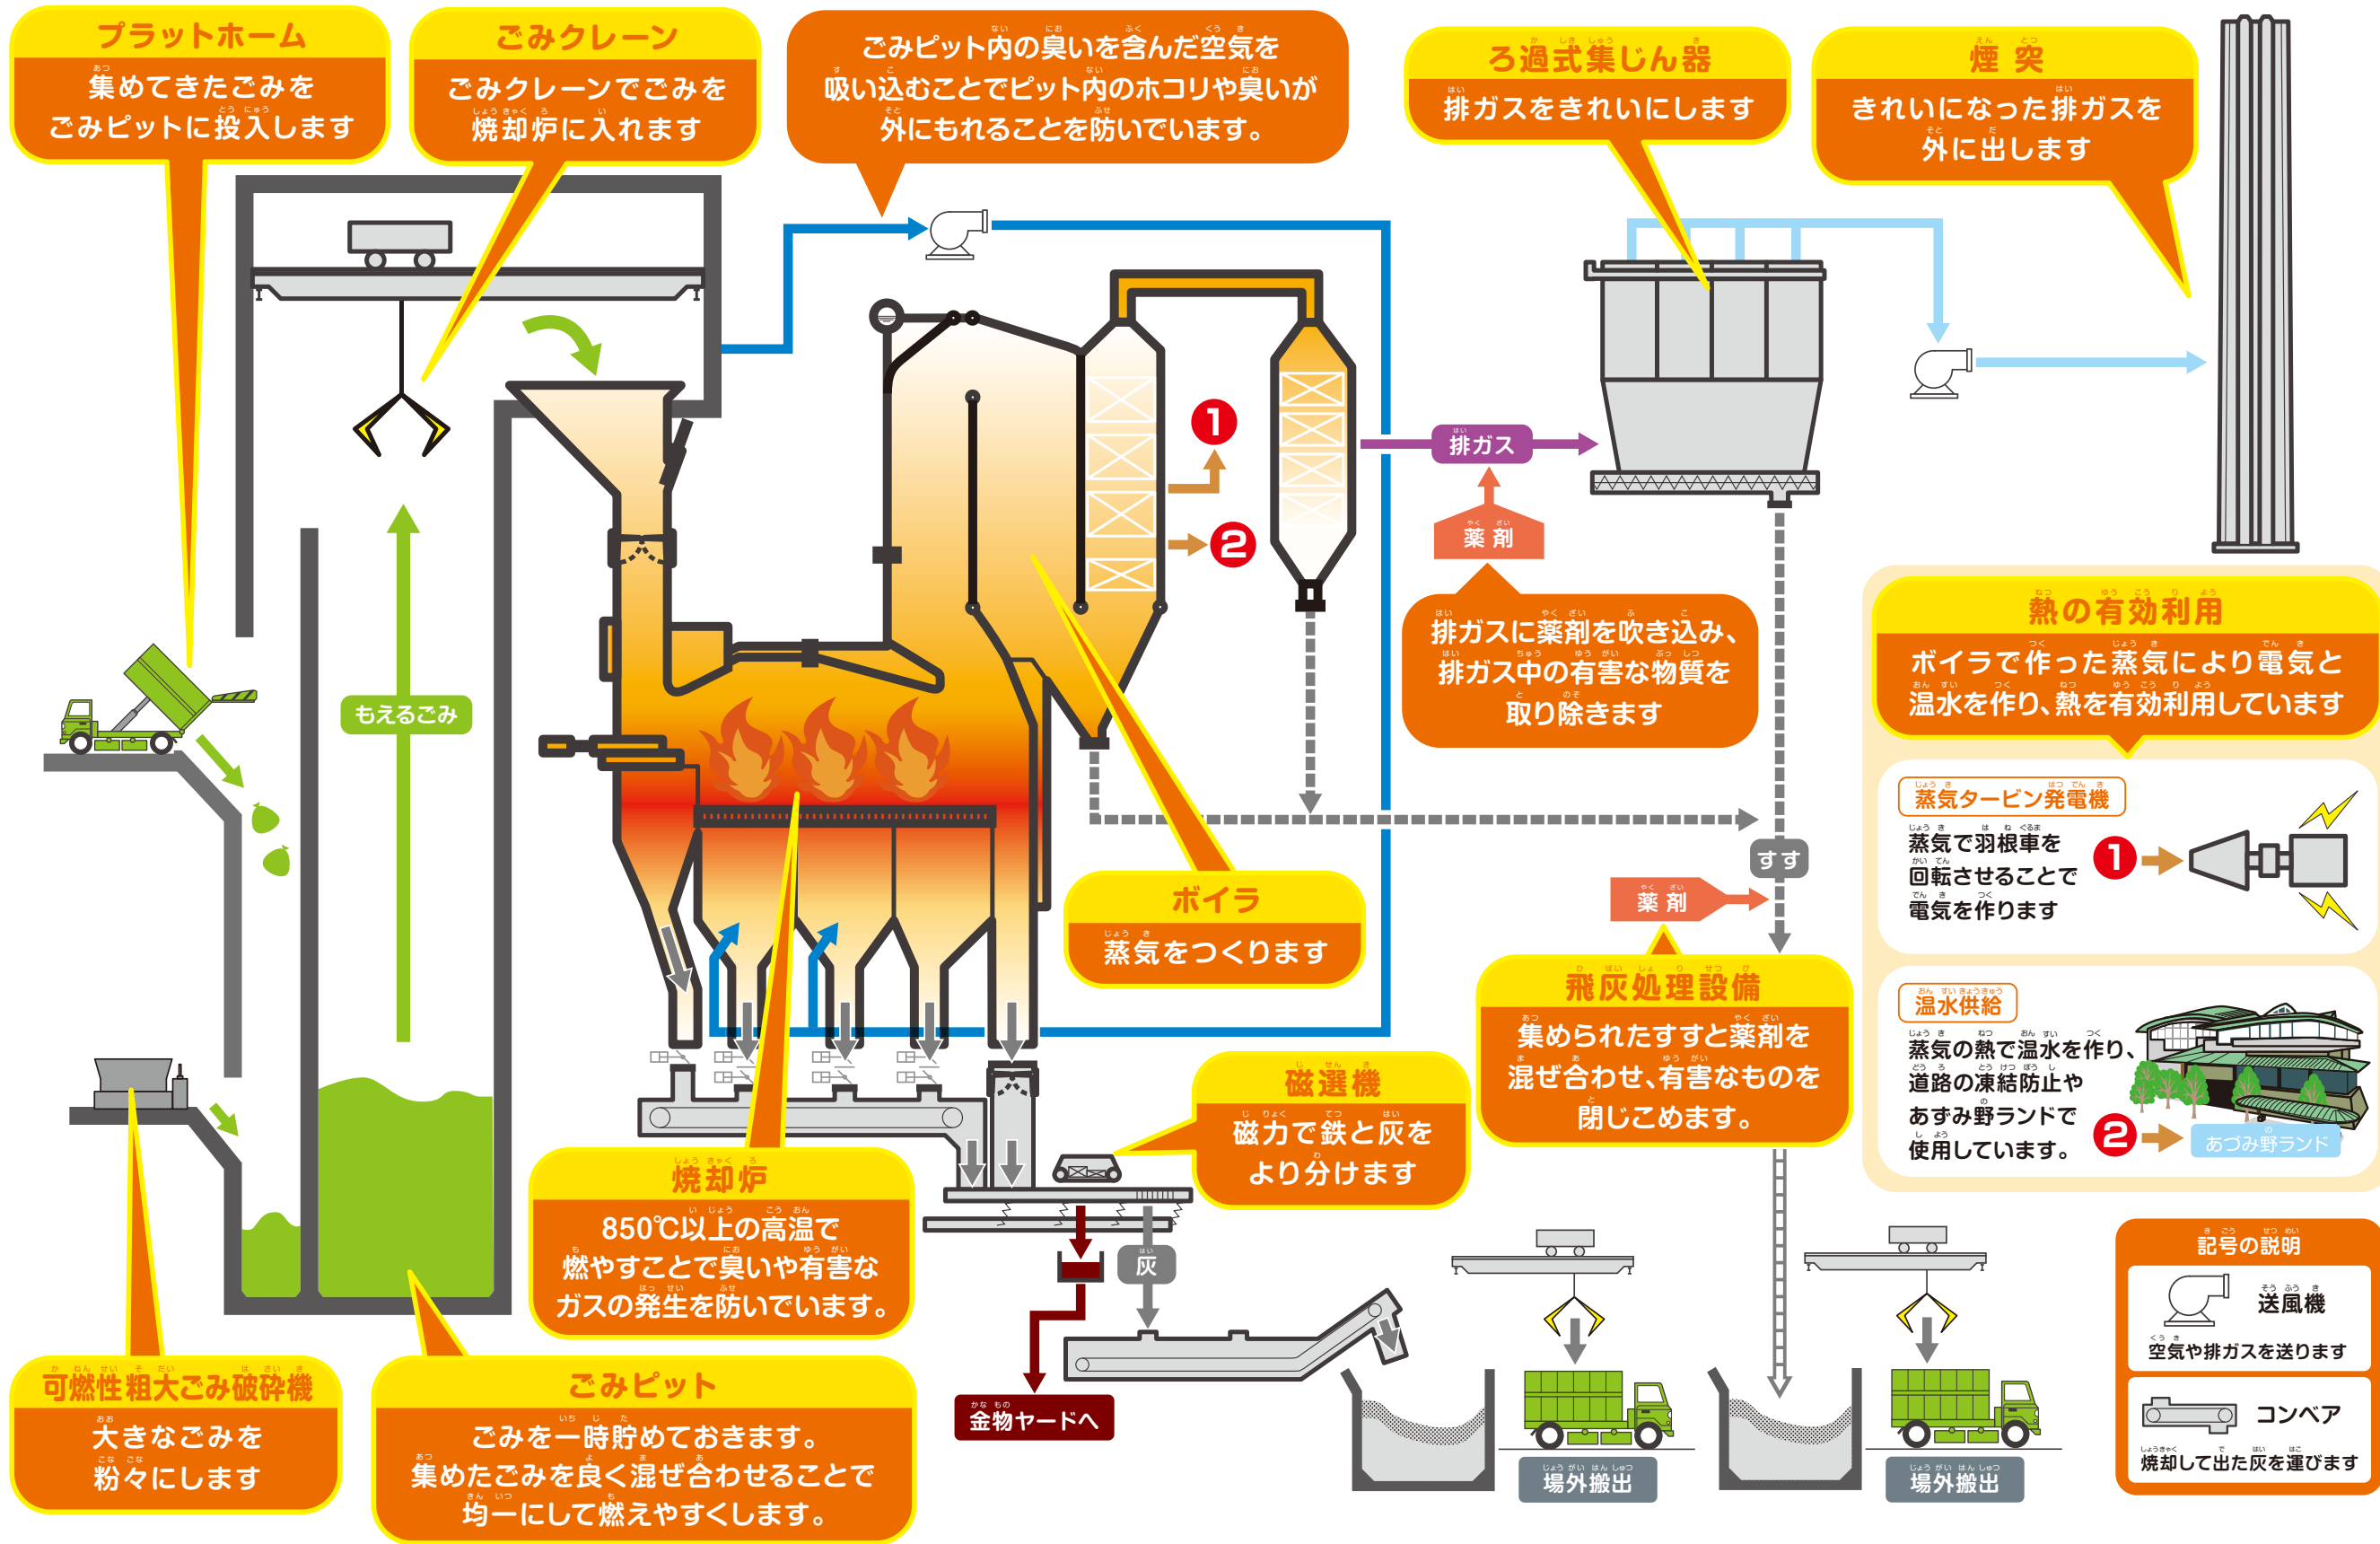 プラットホーム
集めてきたごみを
ごみピットに投入します
ごみクレーン
ごみクレーンでごみを
焼却炉に入れます
ごみピット内の臭いを含んだ空気を
吸い込むことでピット内のホコリや臭いが
外にもれることを防いでいます。
ろ過式集じん器
排ガスをきれいにします
煙突
きれいになった排ガスを
外に出します
もえるごみ
1
2
排ガス
薬剤
排ガスに薬剤を吹き込み、
排ガス中の有害な物質を
取り除きます
熱の有効利用
ボイラで作った蒸気により電気と
温水を作り、熱を有効利用しています
蒸気タービン発電機
蒸気で羽根車を
回転させることで
電気を作ります
1
温水供給
蒸気の熱で温水を作り、
道路の凍結防止や
あずみ野ランドで
使用しています。
2
あづみ野ランド
すす
薬剤
ボイラ
蒸気をつくります
飛灰処理設備
集められたすすと薬剤を
混ぜ合わせ、有害なものを
閉じこめます。
磁選機
磁力で鉄と灰を
より分けます
焼却炉
850℃以上の高温で
燃やすことで臭いや有害な
ガスの発生を防いでいます。
灰
金物ヤードへ
可燃性粗大ごみ破砕機
大きなごみを
粉々にします
ごみピット
ごみを一時貯めておきます。
集めたごみを良く混ぜ合わせることで
均一にして燃えやすくします。
場外搬出
場外搬出
記号の説明
送風機
空気や排ガスを送ります
コンベア
焼却して出た灰を運びます